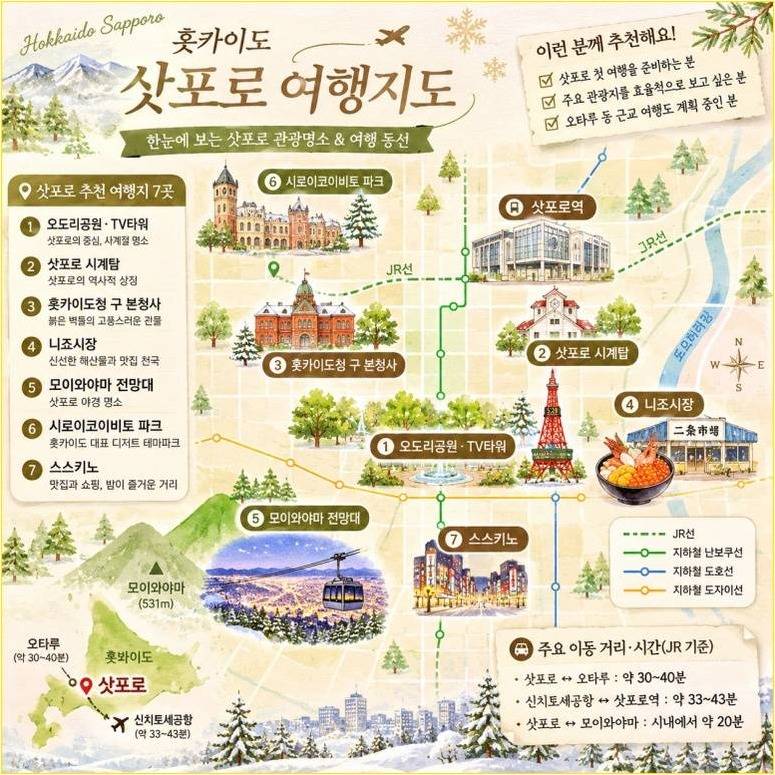 Hokkaido Sapporo
홋카이도
삿포로 여행지도
한눈에 보는 삿포로 관광명소 & 여행 동선
이런 분께 추천해요!
삿포로 첫 여행을 준비하는 분
주요 관광지를 효율적으로 보고 싶은 분
오타루 등 근교 여행도 계획 중인 분
삿포로 추천 여행지 7곳
1 오도리공원 · TV타워
삿포로의 중심, 사계절 명소
2 삿포로 시계탑
삿포로의 역사적 상징
3 홋카이도청 구 본청사
붉은 벽돌의 고풍스러운 건물
4 니조시장
신선한 해산물과 맛집 천국
5 모이와야마 전망대
삿포로 야경 명소
6 시로이코이비토 파크
홋카이도 대표 디저트 테마파크
7 스스키노
맛집과 쇼핑, 밤이 즐거운 거리
6 시로이코이비토 파크
삿포로역
JR선
JR선
3 홋카이도청 구 본청사
2 삿포로 시계탑
N
W E
S
4 니조시장
二条市場
1 오도리공원 · TV타워
5 모이와야마 전망대
7 스스키노
모이와야마
(531m)
JR선
지하철 난보쿠선
지하철 도호선
지하철 도자이선
오타루
(약 30~40분)
홋봐이도
삿포로
신치토세공항
(약 33~43분)
주요 이동 거리·시간(JR 기준)
· 삿포로 ↔ 오타루 : 약 30~40분
· 신치토세공항 ↔ 삿포로역 : 약 33~43분
· 삿포로 ↔ 모이와야마 : 시내에서 약 20분